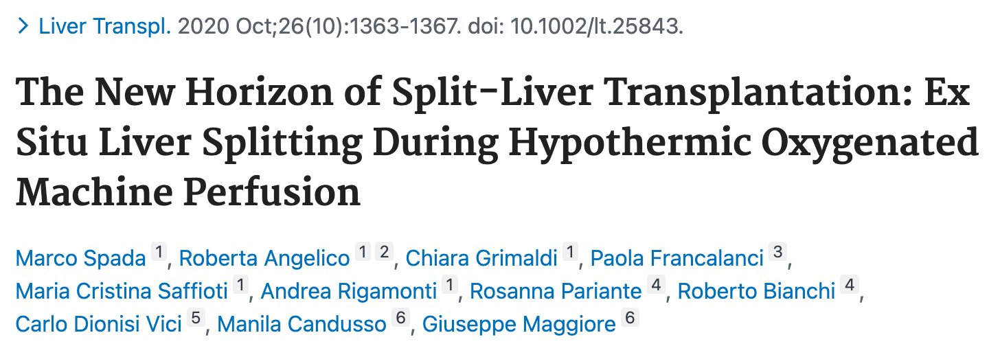 > Liver Transpl. 2020 Oct;26(10):1363-1367. doi: 10.1002/lt.25843.
The New Horizon of Split-Liver Transplantation: Ex
Situ Liver Splitting During Hypothermic Oxygenated
Machine Perfusion
Marco Spada 1, Roberta Angelico 1 2, Chiara Grimaldi 1, Paola Francalanci 3,
Maria Cristina Saffioti 1, Andrea Rigamonti 1, Rosanna Pariante 4, Roberto Bianchi 4,
Carlo Dionisi Vici 5, Manila Candusso 6, Giuseppe Maggiore 6